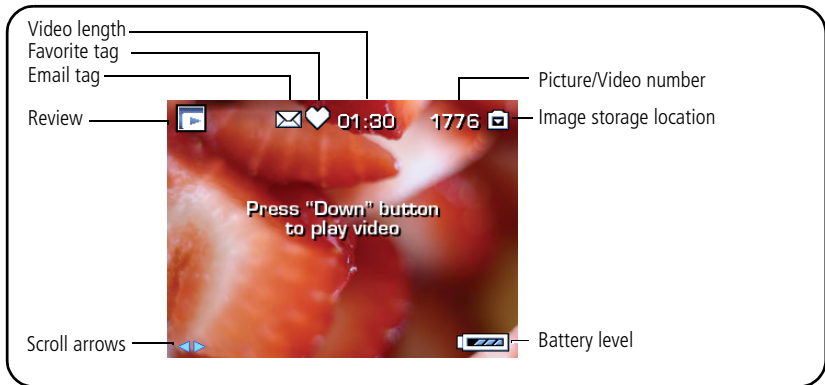 Video length
Favorite tag
Email tag
Picture/Video number
Review
01:30
1776
Image storage location
Press “Down” button
to play video
Scroll arrows
Battery level